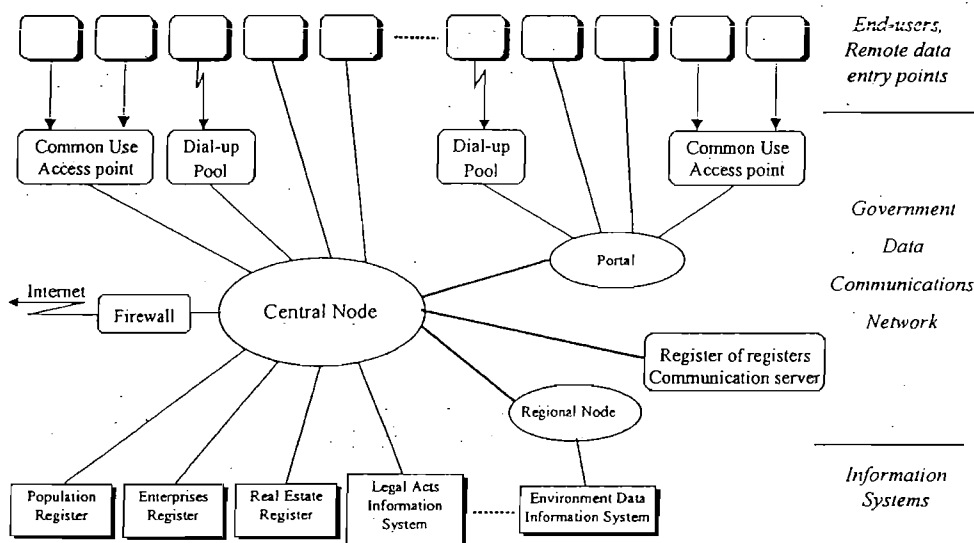 End-users,
Remote data
entry points
Common Use
Access point
Dial-up
Pool
Dial-up
Pool
Common Use
Access point
Government
Data
Communications
Network
Portal
Internet
Firewall
Central Node
Register of registers
Communication server
Regional Node
Information
Systems
Population
Register
Enterprises
Register
Real Estate
Register
Legal Acts
Information
System
Environment Data
Information System